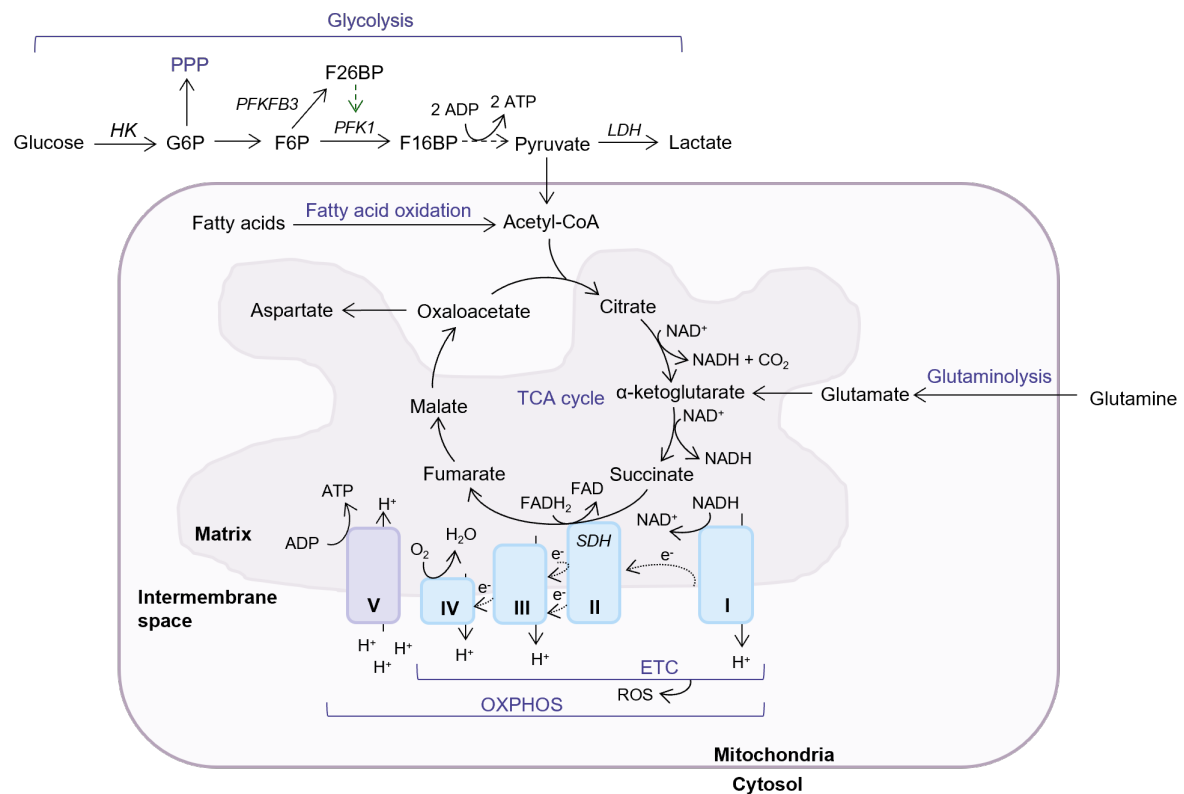 Glycolysis
PPP
F26BP
PFKFB3
2 ADP
2 ATP
HK
PFK1
LDH
Glucose
G6P
F6P
F16BP
Pyruvate
Lactate
Fatty acids
Fatty acid oxidation
Acetyl-CoA
Aspartate
Oxaloacetate
Citrate
NAD⁺
NADH + CO₂
Malate
TCA cycle
α-ketoglutarate
Glutamate
Glutaminolysis
Glutamine
NAD⁺
NADH
Fumarate
Succinate
ATP
H⁺
FADH₂
FAD
NADH
NAD⁺
Matrix
ADP
O₂
H₂O
SDH
e⁻
e⁻
e⁻
e⁻
Intermembrane
space
V
IV
III
II
I
H⁺
H⁺
H⁺
H⁺
H⁺
H⁺
ETC
ROS
OXPHOS
Mitochondria
Cytosol